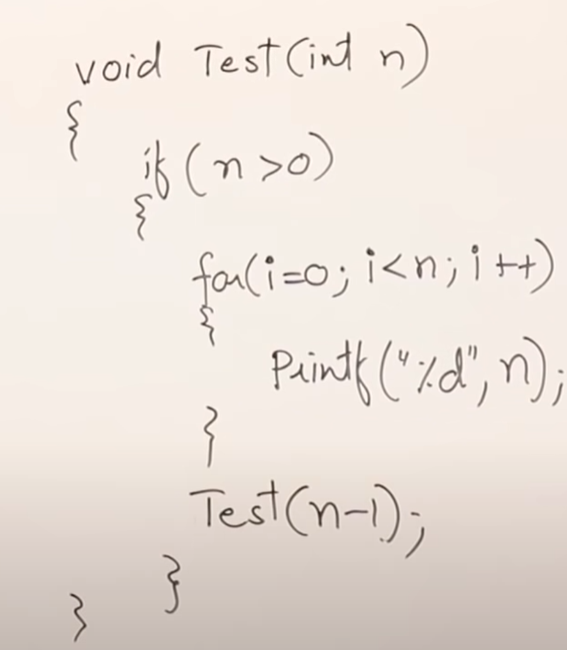 void Test(int n)
{
if(n>0)
{
for(i=0; i<n; i++)
{
Printf("%d", n);
}
Test(n-1);
}
}